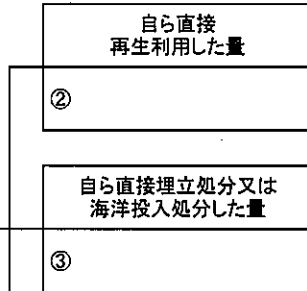 自ら直接
再生利用した量
②
自ら直接埋立処分又は
海洋投入処分した量
③